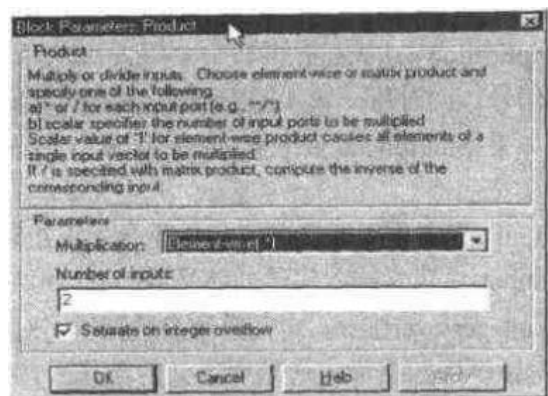 Block Parameters: Product
Product
Multiply or divide inputs. Choose element-wise or matrix product and
specify one of the following:
a) * or / for each input port (e.g., **/*)
b) scalar specifies the number of input ports to be multiplied
Scalar value of '1' for element-wise product causes all elements of a
single input vector to be multiplied.
If / is specified with matrix product, compute the inverse of the
corresponding input.
Parameters
Multiplication: Element-wise(.*)
Number of inputs:
2
Saturate on integer overflow
OK Cancel Help Apply